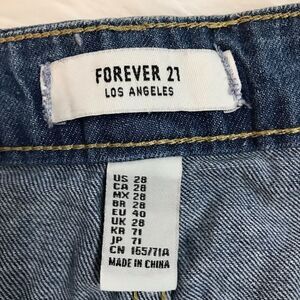 FOREVER 21
LOS ANGELES
US 28
CA 28
MX 28
BR 28
EU 40
UK 28
KR 71
JP 71
CN 165/71A
MADE IN CHINA